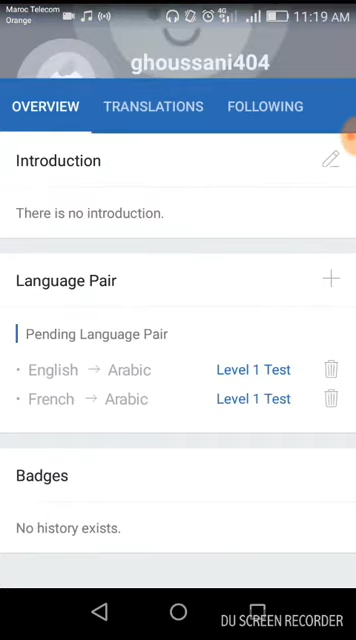 Maroc Telecom
Orange
4G
11:19 AM
ghoussani404
OVERVIEW
TRANSLATIONS
FOLLOWING
Introduction
There is no introduction.
Language Pair
Pending Language Pair
• English → Arabic Level 1 Test
• French → Arabic Level 1 Test
Badges
No history exists.
DU SCREEN RECORDER